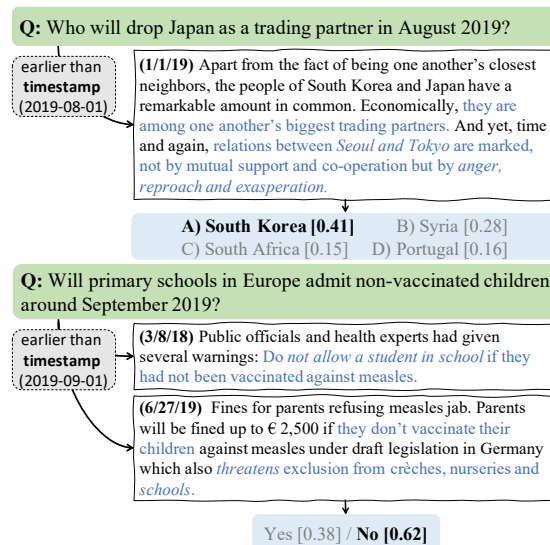 Q: Who will drop Japan as a trading partner in August 2019?
earlier than
timestamp
(2019-08-01)
(1/1/19) Apart from the fact of being one another's closest
neighbors, the people of South Korea and Japan have a
remarkable amount in common. Economically, they are
among one another's biggest trading partners. And yet, time
and again, relations between Seoul and Tokyo are marked,
not by mutual support and co-operation but by anger,
reproach and exasperation.
A) South Korea [0.41] B) Syria [0.28]
C) South Africa [0.15] D) Portugal [0.16]
Q: Will primary schools in Europe admit non-vaccinated children
around September 2019?
earlier than
timestamp
(2019-09-01)
(3/8/18) Public officials and health experts had given
several warnings: Do not allow a student in school if they
had not been vaccinated against measles.
(6/27/19) Fines for parents refusing measles jab. Parents
will be fined up to € 2,500 if they don't vaccinate their
children against measles under draft legislation in Germany
which also threatens exclusion from crèches, nurseries and
schools.
Yes [0.38] / No [0.62]